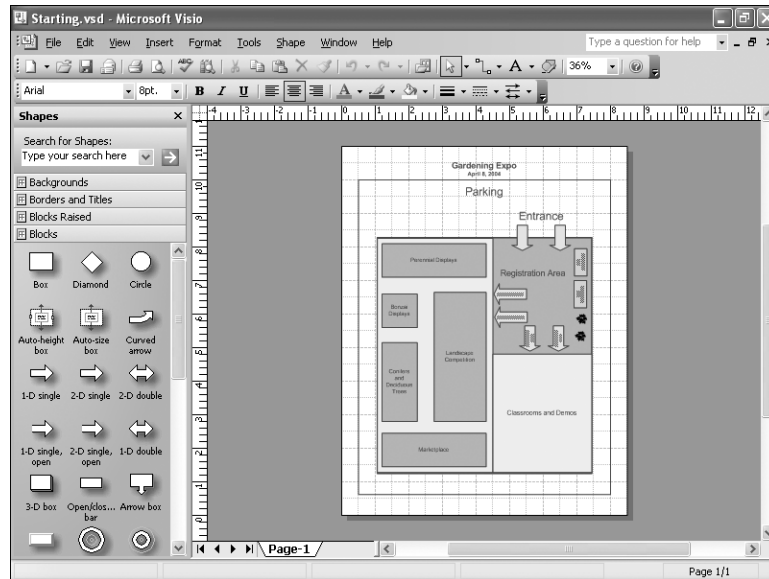 Starting.vsd - Microsoft Visio
File Edit View Insert Format Tools Shape Window Help
Type a question for help
36%
Arial
8pt.
B I U
Shapes
Search for Shapes:
Type your search here
Backgrounds
Borders and Titles
Blocks Raised
Blocks
Box Diamond Circle
Auto-height box
Auto-size box
Curved arrow
1-D single 2-D single 2-D double
1-D single, open
2-D single, open
1-D double
3-D box
Open/clos... bar
Arrow box
Gardening Expo
April 8, 2004
Parking
Entrance
Perennial Displays
Registration Area
Bonsai
Displays
Landscape
Competition
Conifers
and
Deciduous
Trees
Classrooms and Demos
Marketplace
Page-1
Page 1/1